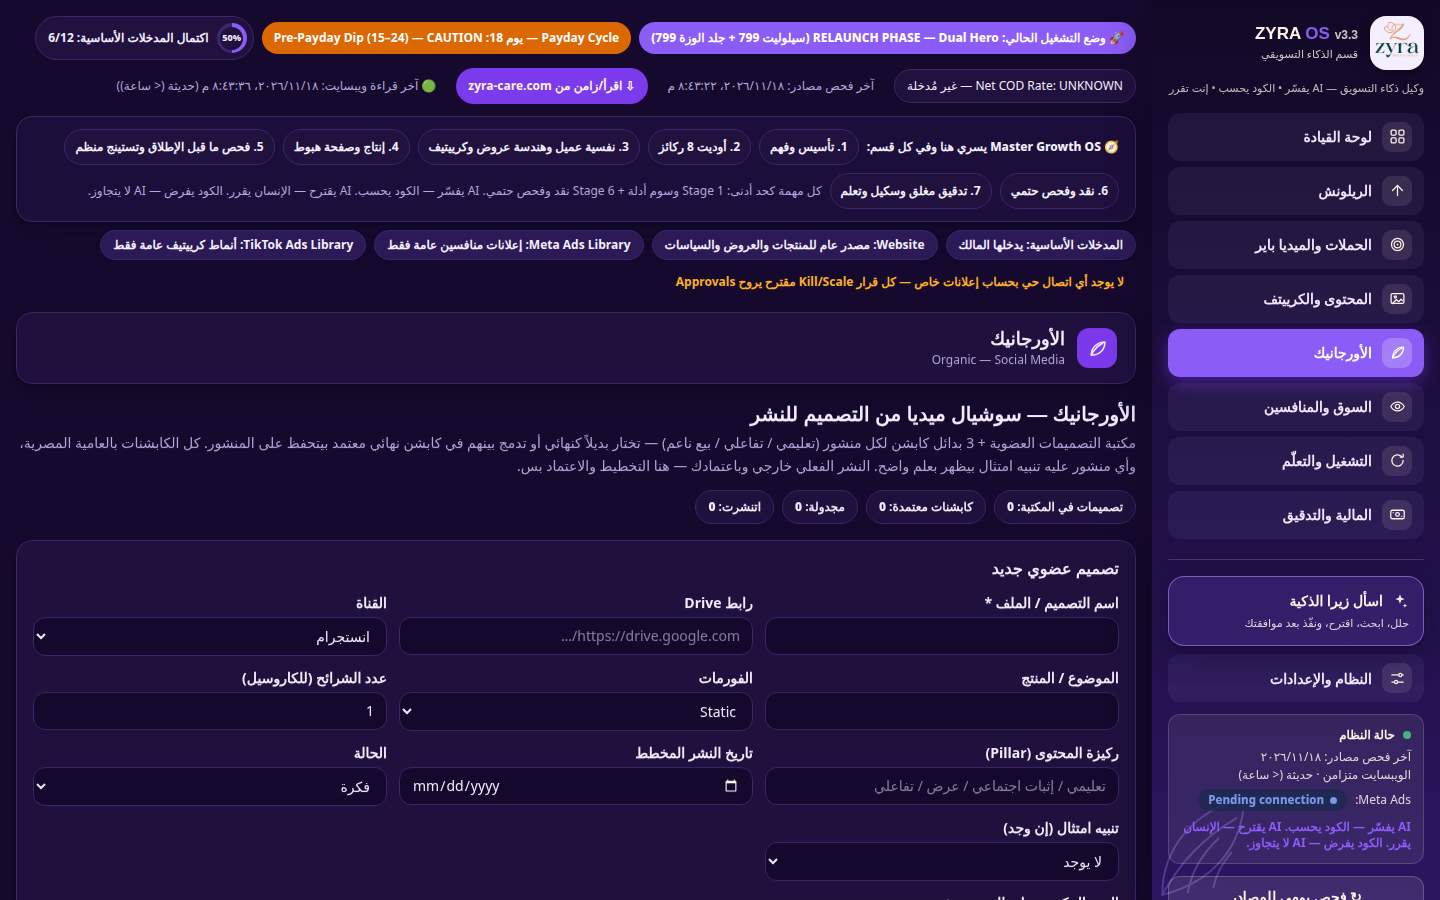 zyra
ZYRA OS v3.3
قسم الذكاء التسويقي
وكيل ذكاء التسويق — AI يفسّر • الكود يحسب • إنت تقرر
لوحة القيادة
الريلونش
الحملات والميديا باير
المحتوى والكرييتف
الأورجانيك
السوق والمنافسين
التشغيل والتعلّم
المالية والتدقيق
اسأل زيرا الذكية
حلل، ابحث، اقترح، ونفّذ بعد موافقتك
النظام والإعدادات
حالة النظام
آخر فحص مصادر: ٢٠٢٦/١١/١٨
الويبسايت متزامن · حديثة (< ساعة)
Meta Ads: Pending connection
AI يفسّر — الكود يحسب. AI يقترح — الإنسان
يقرر. الكود يفرض — AI لا يتجاوز.
↻ فحص يومي للمصادر
🚀 وضع التشغيل الحالي: RELAUNCH PHASE — Dual Hero (سيلوليت 799 + جلد الوزة 799)
Payday Cycle — يوم 18: Pre-Payday Dip (15–24) — CAUTION
50% اكتمال المدخلات الأساسية: 6/12
Net COD Rate: UNKNOWN — غير مُدخلة
آخر فحص مصادر: ٢٠٢٦/١١/١٨، ٨:٤٣:٢٢ م
⇩ اقرأ/زامن من zyra-care.com
🟢 آخر قراءة ويبسايت: ٢٠٢٦/١١/١٨، ٨:٤٣:٣٦ م (حديثة (< ساعة))
🧭 Master Growth OS يسري هنا وفي كل قسم:
1. تأسيس وفهم
2. أوديت 8 ركائز
3. نفسية عميل وهندسة عروض وكرييتيف
4. إنتاج وصفحة هبوط
5. فحص ما قبل الإطلاق وتستينج منظم
6. نقد وفحص حتمي
7. تدقيق مغلق وسكيل وتعلم
كل مهمة كحد أدنى: Stage 1 وسوم أدلة + Stage 6 نقد وفحص حتمي. AI يفسّر — الكود يحسب. AI يقترح — الإنسان يقرر. الكود يفرض — AI لا يتجاوز.
المدخلات الأساسية: يدخلها المالك
Website: مصدر عام للمنتجات والعروض والسياسات
Meta Ads Library: إعلانات منافسين عامة فقط
TikTok Ads Library: أنماط كرييتيف عامة فقط
لا يوجد أي اتصال حي بحساب إعلانات خاص — كل قرار Kill/Scale مقترح يروح Approvals
الأورجانيك
Organic — Social Media
الأورجانيك — سوشيال ميديا من التصميم للنشر
مكتبة التصميمات العضوية + 3 بدائل كابشن لكل منشور (تعليمي / تفاعلي / بيع ناعم) — تختار بديلاً كنهائي أو تدمج بينهم في كابشن نهائي معتمد بيتحفظ على المنشور. كل الكابشنات بالعامية المصرية،
وأي منشور عليه تنبيه امتثال بيظهر بعلم واضح. النشر الفعلي خارجي وباعتمادك — هنا التخطيط والاعتماد بس.
تصميمات في المكتبة: 0
كابشنات معتمدة: 0
مجدولة: 0
اتنشرت: 0
تصميم عضوي جديد
اسم التصميم / الملف *
رابط Drive
القناة
https://drive.google.com/...
انستجرام
الموضوع / المنتج
الفورمات
عدد الشرائح (للكاروسيل)
Static
1
ركيزة المحتوى (Pillar)
تاريخ النشر المخطط
الحالة
تعليمي / إثبات اجتماعي / عرض / تفاعلي
mm/dd/yyyy
فكرة
تنبيه امتثال (إن وجد)
لا يوجد